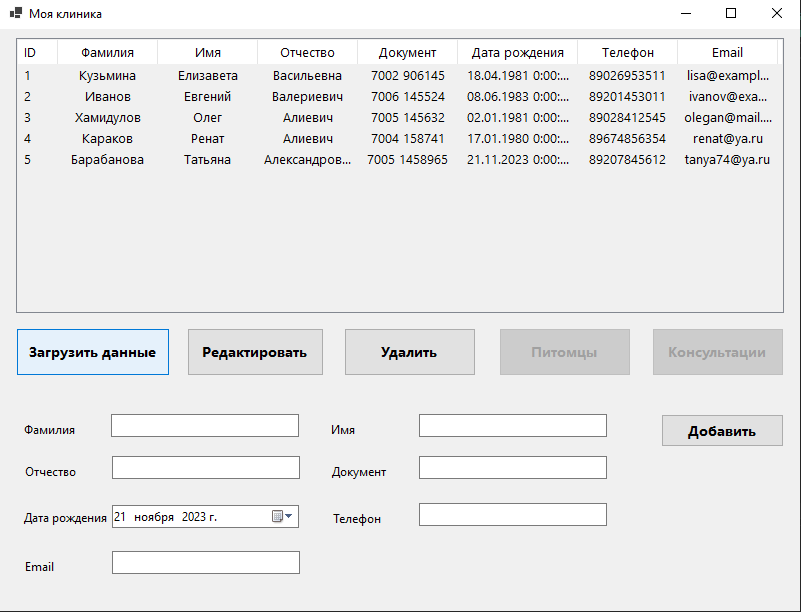 Моя клиника
ID Фамилия Имя Отчество Документ Дата рождения Телефон Email
1 Кузьмина Елизавета Васильевна 7002 906145 18.04.1981 0:00:... 89026953511 lisa@exampl...
2 Иванов Евгений Валериевич 7006 145524 08.06.1983 0:00:... 89201453011 ivanov@exa...
3 Хамидулов Олег Алиевич 7005 145632 02.01.1981 0:00:... 89028412545 olegan@mail....
4 Караков Ренат Алиевич 7004 158741 17.01.1980 0:00:... 89674856354 renat@ya.ru
5 Барабанова Татьяна Александров... 7005 1458965 21.11.2023 0:00:... 89207845612 tanya74@ya.ru
Загрузить данные Редактировать Удалить Питомцы Консультации
Фамилия Имя Добавить
Отчество Документ
Дата рождения 21 ноября 2023 г. Телефон
Email